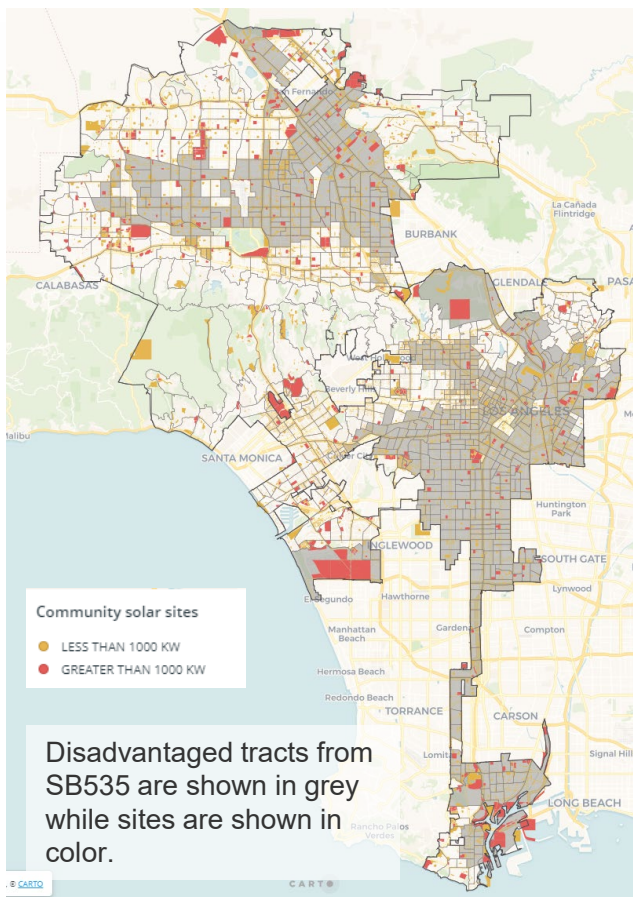 n Fernando
La Cañada
Flintridge
BURBANK
GLENDALE
PASA
CALABASAS
West Hollywood
Beverly Hills
LOS ANGELES
Malibu
SANTA MONICA
Culver City
Huntington
Park
INGLEWOOD
SOUTH GATE
El Segundo
Hawthorne
Lynwood
Manhattan
Beach
Gardena
Compton
Hermosa Beach
Redondo Beach
TORRANCE
CARSON
Lomita
Signal Hill
LONG BEACH
Rancho Palos
Verdes
Community solar sites
LESS THAN 1000 KW
GREATER THAN 1000 KW
Disadvantaged tracts from
SB535 are shown in grey
while sites are shown in
color.
, © CARTO
CARTO